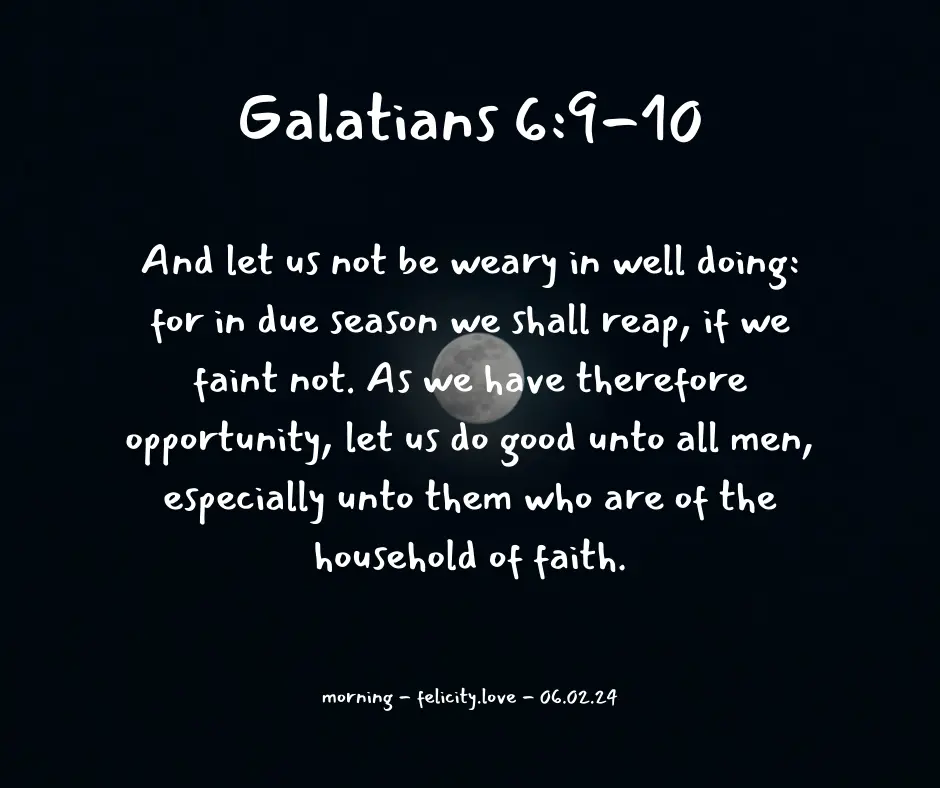 Galatians 6:9–10
And let us not be weary in well doing:
for in due season we shall reap, if we
faint not. As we have therefore
opportunity, let us do good unto all men,
especially unto them who are of the
household of faith.
morning – felicity.love – 06.02.24